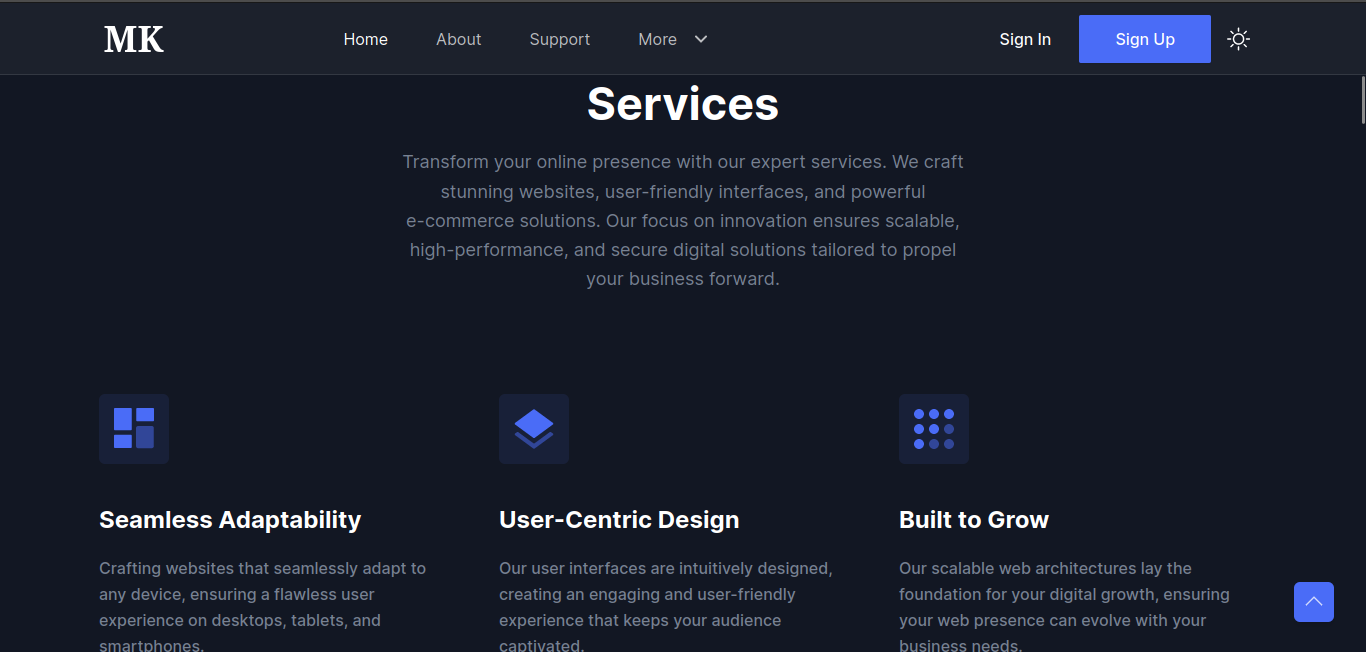 MK
Home About Support More
Sign In Sign Up
Services
Transform your online presence with our expert services. We craft
stunning websites, user-friendly interfaces, and powerful
e-commerce solutions. Our focus on innovation ensures scalable,
high-performance, and secure digital solutions tailored to propel
your business forward.
Seamless Adaptability
Crafting websites that seamlessly adapt to
any device, ensuring a flawless user
experience on desktops, tablets, and
smartphones.
User-Centric Design
Our user interfaces are intuitively designed,
creating an engaging and user-friendly
experience that keeps your audience
captivated.
Built to Grow
Our scalable web architectures lay the
foundation for your digital growth, ensuring
your web presence can evolve with your
business needs.